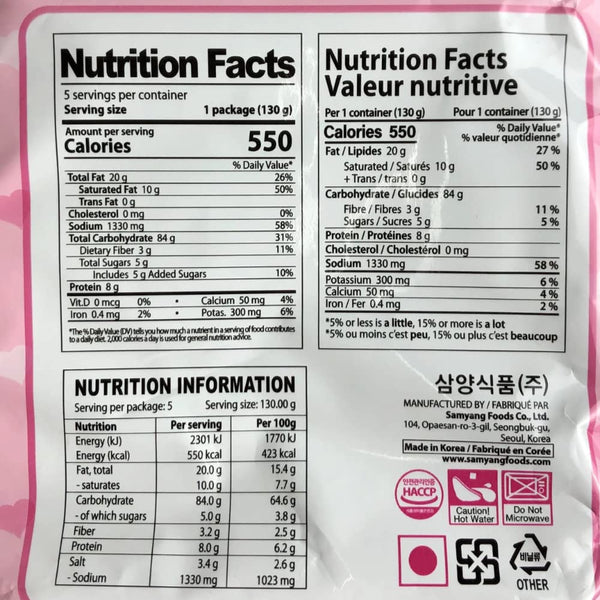 Nutrition Facts
5 servings per container
Serving size 1 package (130 g)
Amount per serving
Calories 550
% Daily Value*
Total Fat 20 g 26%
Saturated Fat 10 g 50%
Trans Fat 0 g
Cholesterol 0 mg 0%
Sodium 1330 mg 58%
Total Carbohydrate 84 g 31%
Dietary Fiber 3 g 11%
Total Sugars 5 g
Includes 5 g Added Sugars 10%
Protein 8 g
Vit.D 0 mcg 0% • Calcium 50 mg 4%
Iron 0.4 mg 2% • Potas. 300 mg 6%
*The % Daily Value (DV) tells you how much a nutrient in a serving of food contributes
to a daily diet. 2,000 calories a day is used for general nutrition advice.
Nutrition Facts
Valeur nutritive
Per 1 container (130 g) Pour 1 container (130 g)
Calories 550 % Daily Value*
% valeur quotidienne*
Fat / Lipides 20 g 27 %
Saturated / Saturés 10 g 50 %
+ Trans / trans 0 g
Carbohydrate / Glucides 84 g
Fibre / Fibres 3 g 11 %
Sugars / Sucres 5 g 5 %
Protein / Protéines 8 g
Cholesterol / Cholestérol 0 mg
Sodium 1330 mg 58 %
Potassium 300 mg 6 %
Calcium 50 mg 4 %
Iron / Fer 0.4 mg 2 %
*5% or less is a little, 15% or more is a lot
*5% ou moins c'est peu, 15% ou plus c'est beaucoup
NUTRITION INFORMATION
Serving per package: 5 Serving size: 130.00 g
Nutrition Per serving Per 100g
Energy (kJ) 2301 kJ 1770 kJ
Energy (kcal) 550 kcal 423 kcal
Fat, total 20.0 g 15.4 g
- saturates 10.0 g 7.7 g
Carbohydrate 84.0 g 64.6 g
- of which sugars 5.0 g 3.8 g
Fiber 3.2 g 2.5 g
Protein 8.0 g 6.2 g
Salt 3.4 g 2.6 g
- Sodium 1330 mg 1023 mg
삼양식품(주)
MANUFACTURED BY / FABRIQUÉ PAR
Samyang Foods Co., Ltd.
104, Opaesan-ro-3-gil, Seongbuk-gu,
Seoul, Korea
Made in Korea / Fabriqué en Corée
www.samyangfoods.com
안전관리인증
HACCP
식품의약품안전처
Caution!
Hot Water
Do Not
Microwave
비닐류
OTHER